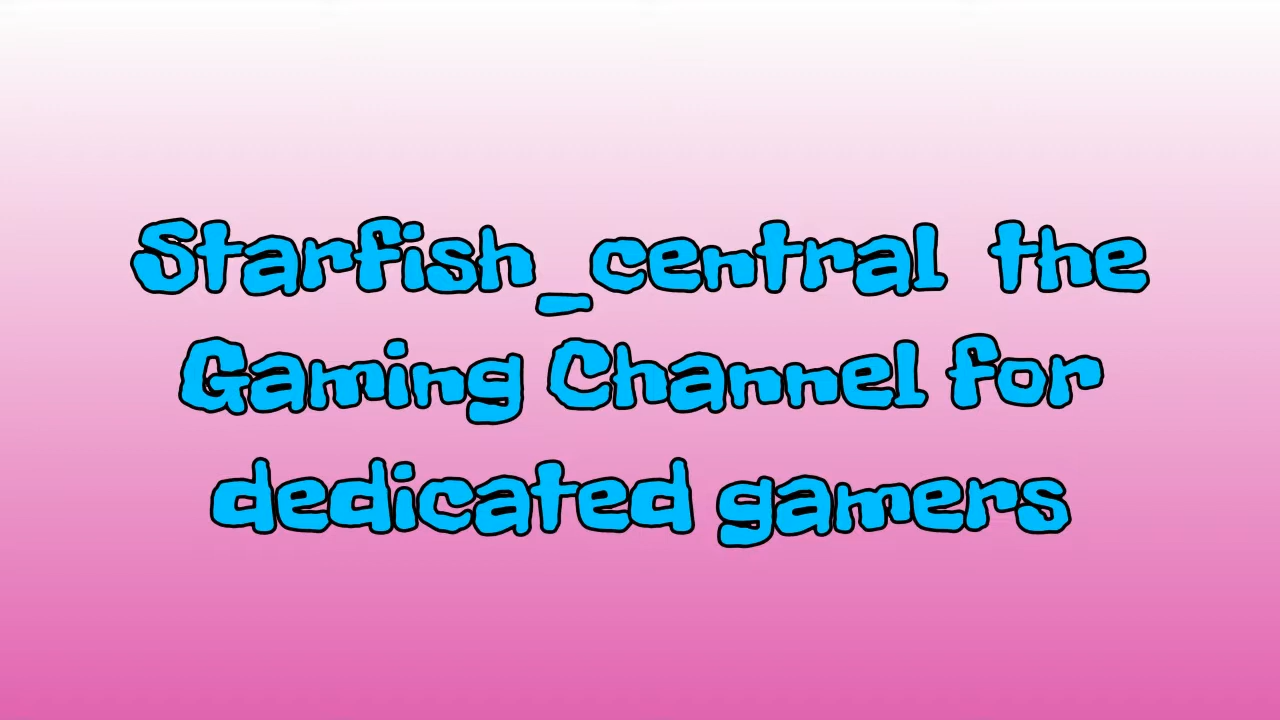 Starfish_central the
Gaming Channel for
dedicated gamers